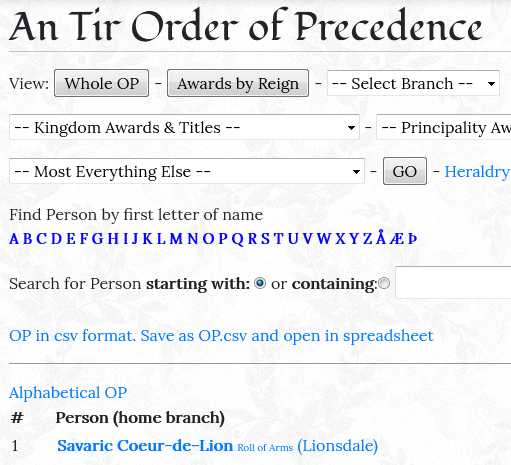 An Tir Order of Precedence
View: Whole OP - Awards by Reign - -- Select Branch --
-- Kingdom Awards & Titles -- - -- Principality Aw
-- Most Everything Else -- - GO - Heraldry
Find Person by first letter of name
A B C D E F G H I J K L M N O P Q R S T U V W X Y Z Å Æ Þ
Search for Person starting with: or containing:
OP in csv format. Save as OP.csv and open in spreadsheet
Alphabetical OP
# Person (home branch)
1 Savaric Coeur-de-Lion Roll of Arms (Lionsdale)